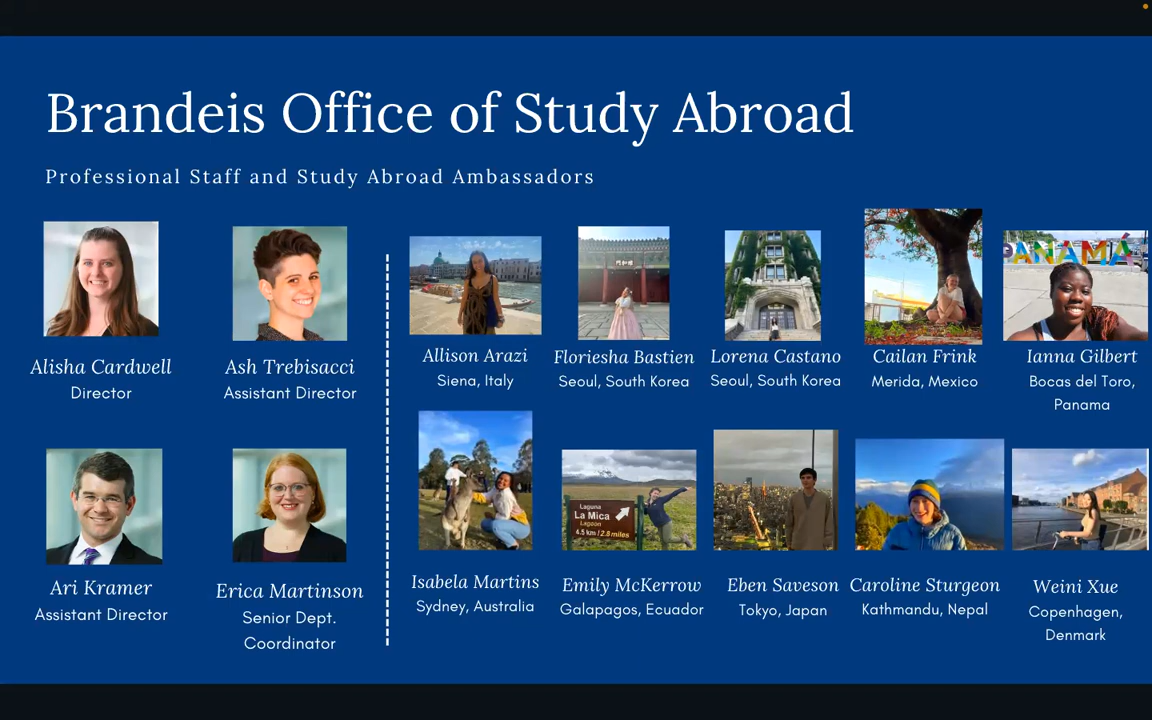 Brandeis Office of Study Abroad
Professional Staff and Study Abroad Ambassadors
Alisha Cardwell
Director
Ash Trebisacci
Assistant Director
Ari Kramer
Assistant Director
Erica Martinson
Senior Dept.
Coordinator
Allison Arazi
Siena, Italy
Floriesha Bastien
Seoul, South Korea
Lorena Castano
Seoul, South Korea
Cailan Frink
Merida, Mexico
PANAMÁ
Ianna Gilbert
Bocas del Toro,
Panama
Isabela Martins
Sydney, Australia
Laguna
La Mica
Lagoon
4.5 km / 2.8 miles
Emily McKerrow
Galapagos, Ecuador
Eben Saveson
Tokyo, Japan
Caroline Sturgeon
Kathmandu, Nepal
Weini Xue
Copenhagen,
Denmark